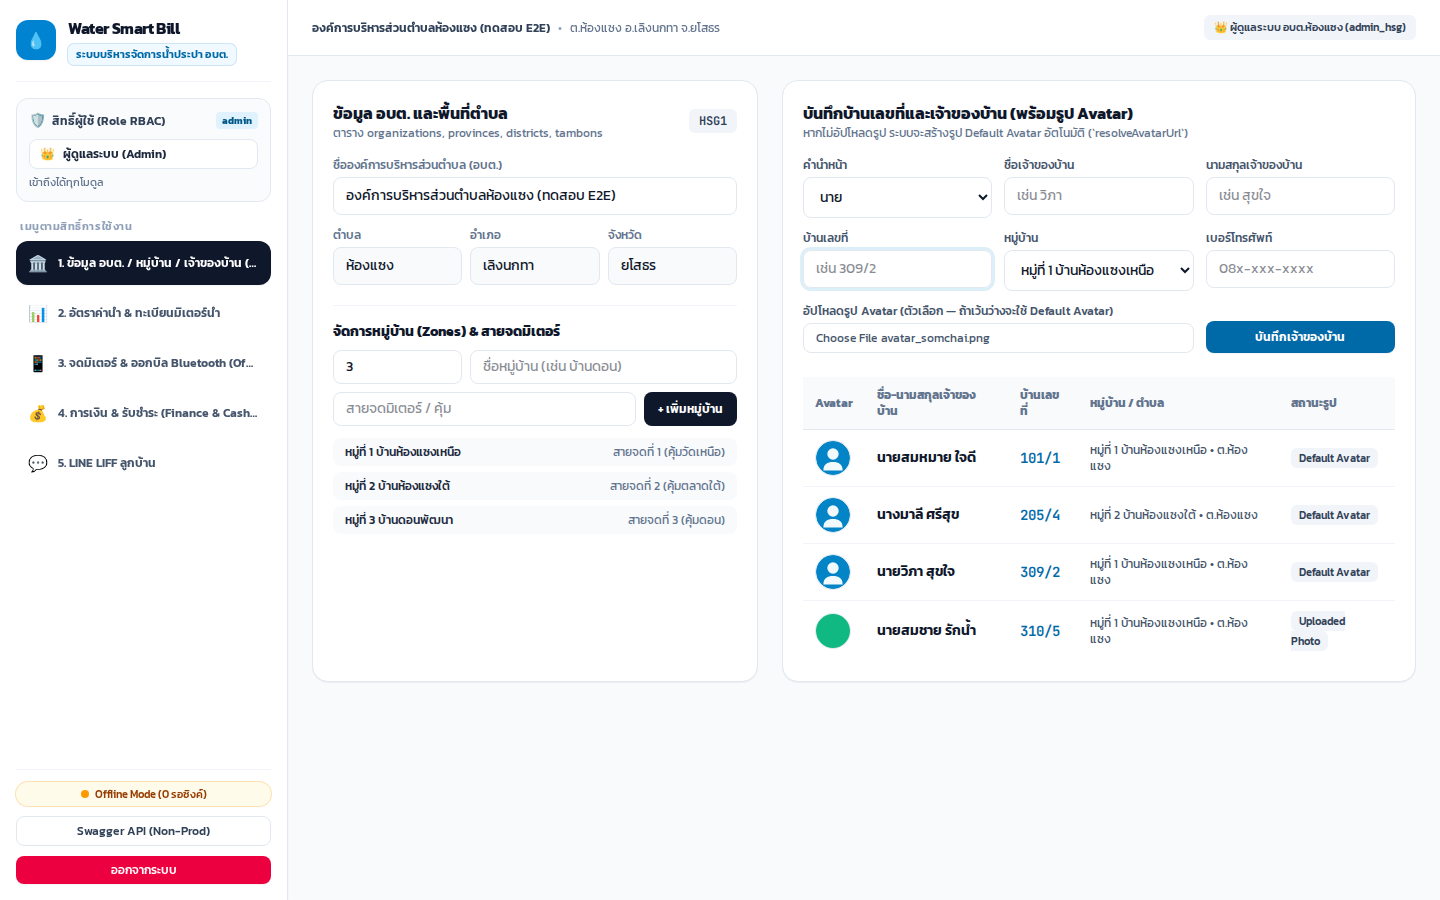 Water Smart Bill
ระบบบริหารจัดการน้ำประปา อบต.
สิทธิ์ผู้ใช้ (Role RBAC)
admin
ผู้ดูแลระบบ (Admin)
เข้าถึงได้ทุกโมดูล
เมนูตามสิทธิ์การใช้งาน
1. ข้อมูล อบต. / หมู่บ้าน / เจ้าของบ้าน (...
2. อัตราค่าน้ำ & ทะเบียนมิเตอร์น้ำ
3. จดมิเตอร์ & ออกบิล Bluetooth (Of...
4. การเงิน & รับชำระ (Finance & Cash...
5. LINE LIFF ลูกบ้าน
Offline Mode (0 รอซิงค์)
Swagger API (Non-Prod)
ออกจากระบบ
องค์การบริหารส่วนตำบลห้องแซง (ทดสอบ E2E) • ต.ห้องแซง อ.เลิงนกทา จ.ยโสธร
ผู้ดูแลระบบ อบต.ห้องแซง (admin_hsg)
ข้อมูล อบต. และพื้นที่ตำบล
ตาราง organizations, provinces, districts, tambons
HSG1
ชื่อองค์การบริหารส่วนตำบล (อบต.)
องค์การบริหารส่วนตำบลห้องแซง (ทดสอบ E2E)
ตำบล อำเภอ จังหวัด
ห้องแซง เลิงนกทา ยโสธร
จัดการหมู่บ้าน (Zones) & สายจดมิเตอร์
3 ชื่อหมู่บ้าน (เช่น บ้านดอน)
สายจดมิเตอร์ / คุ้ม + เพิ่มหมู่บ้าน
หมู่ที่ 1 บ้านห้องแซงเหนือ สายจดที่ 1 (คุ้มวัดเหนือ)
หมู่ที่ 2 บ้านห้องแซงใต้ สายจดที่ 2 (คุ้มตลาดใต้)
หมู่ที่ 3 บ้านดอนพัฒนา สายจดที่ 3 (คุ้มดอน)
บันทึกบ้านเลขที่และเจ้าของบ้าน (พร้อมรูป Avatar)
หากไม่อัปโหลดรูป ระบบจะสร้างรูป Default Avatar อัตโนมัติ (`resolveAvatarUrl`)
คำนำหน้า ชื่อเจ้าของบ้าน นามสกุลเจ้าของบ้าน
นาย เช่น วิภา เช่น สุขใจ
บ้านเลขที่ หมู่บ้าน เบอร์โทรศัพท์
เช่น 309/2 หมู่ที่ 1 บ้านห้องแซงเหนือ 08x-xxx-xxxx
อัปโหลดรูป Avatar (ตัวเลือก — ถ้าเว้นว่างจะใช้ Default Avatar)
Choose File avatar_somchai.png บันทึกเจ้าของบ้าน
Avatar ชื่อ-นามสกุลเจ้าของ บ้านเลข หมู่บ้าน / ตำบล สถานะรูป
บ้าน ที่
นายสมหมาย ใจดี 101/1 หมู่ที่ 1 บ้านห้องแซงเหนือ • ต.ห้อง Default Avatar
แซง
นางมาลี ศรีสุข 205/4 หมู่ที่ 2 บ้านห้องแซงใต้ • ต.ห้องแซง Default Avatar
นายวิภา สุขใจ 309/2 หมู่ที่ 1 บ้านห้องแซงเหนือ • ต.ห้อง Default Avatar
แซง
นายสมชาย รักน้ำ 310/5 หมู่ที่ 1 บ้านห้องแซงเหนือ • ต.ห้อง Uploaded
แซง Photo